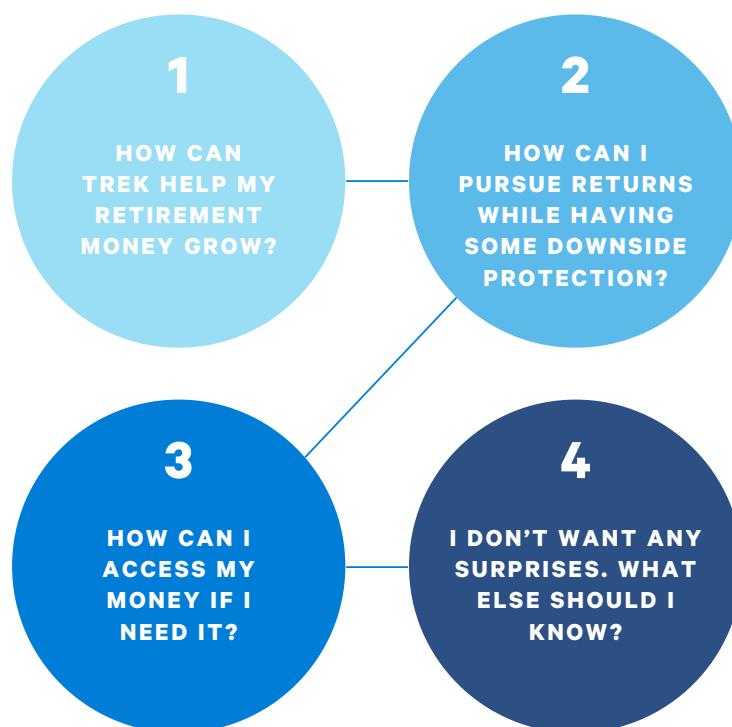 1
HOW CAN
TREK HELP MY
RETIREMENT
MONEY GROW?
2
HOW CAN I
PURSUE RETURNS
WHILE HAVING
SOME DOWNSIDE
PROTECTION?
3
HOW CAN I
ACCESS MY
MONEY IF I
NEED IT?
4
I DON’T WANT ANY
SURPRISES. WHAT
ELSE SHOULD I
KNOW?